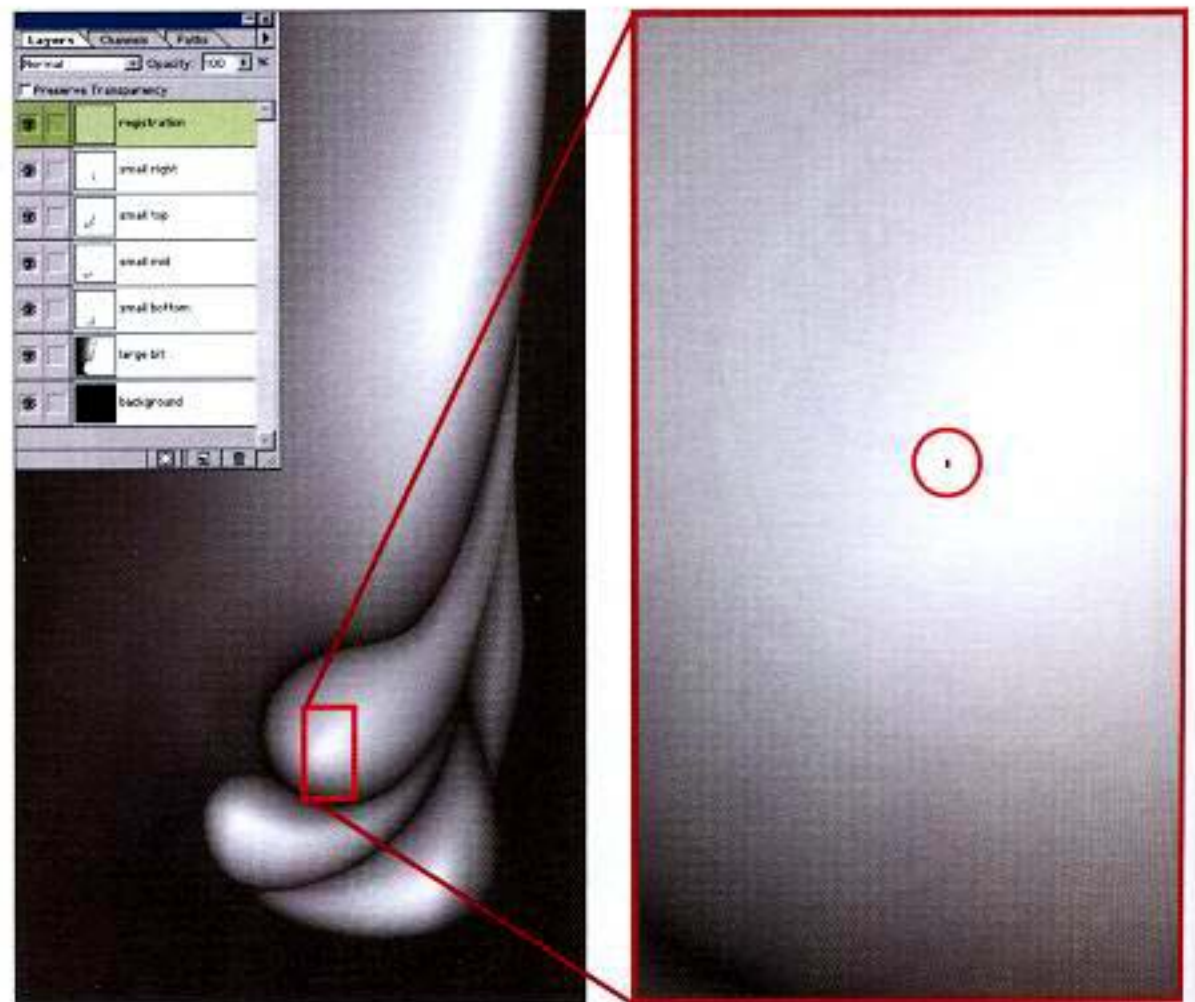 Layers Channels Paths
Normal Opacity: 100 %
Preserve Transparency
registration
small right
small top
small mid
small bottom
large bit
background